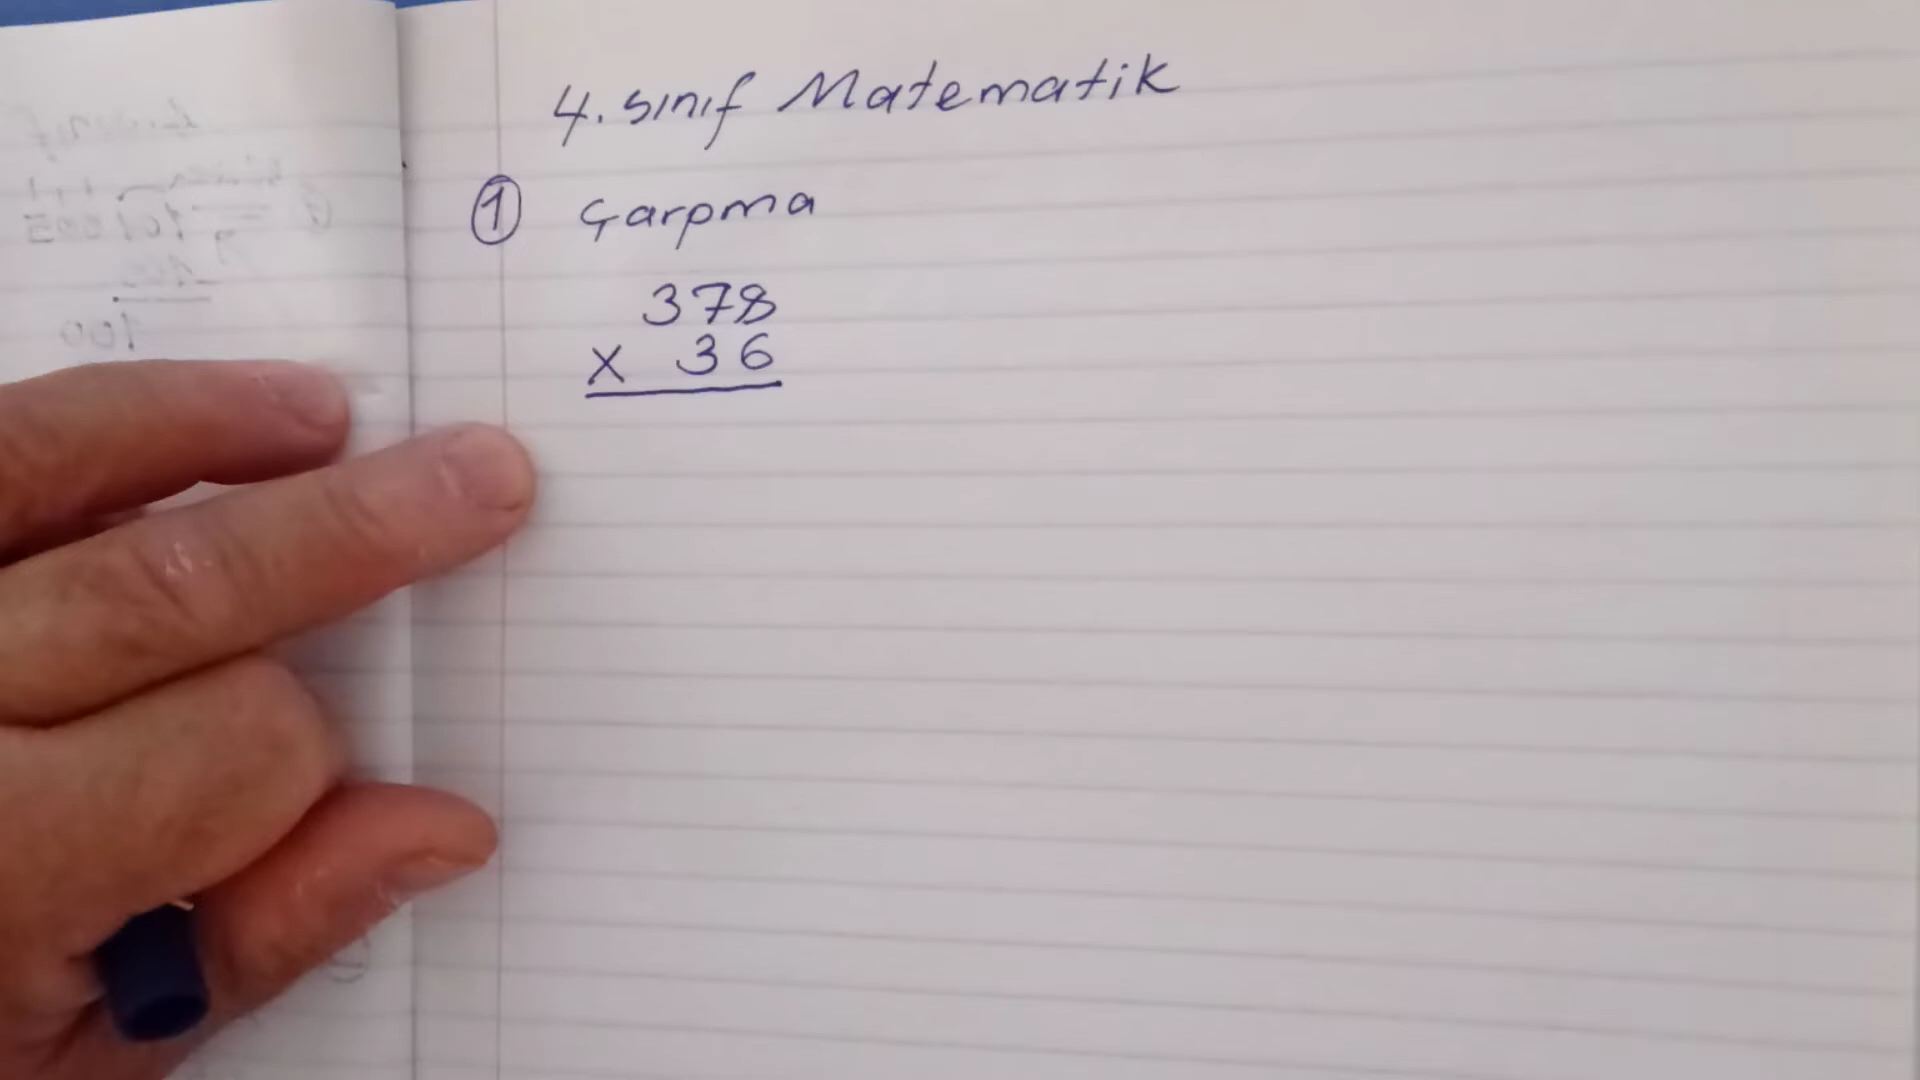 4. sınıf Matematik
① Çarpma
378
x 36